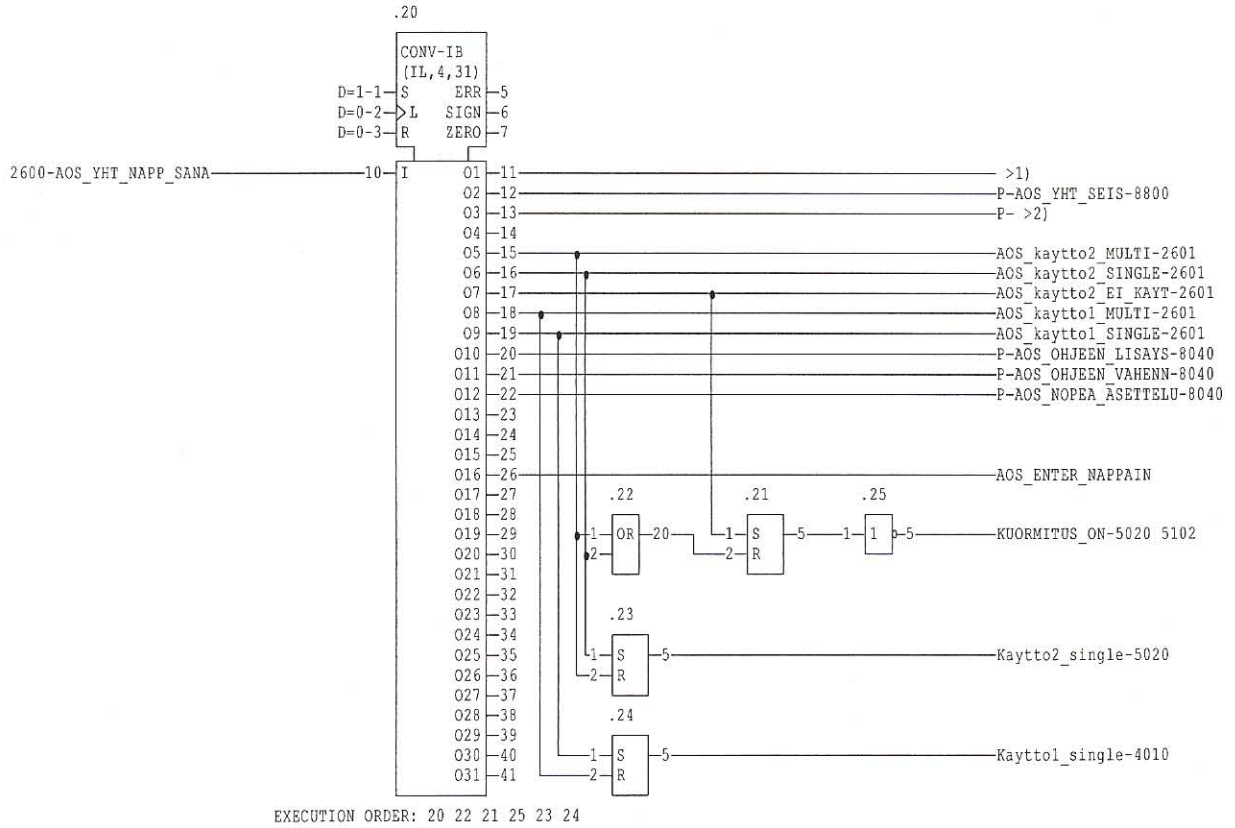 .20
CONV-IB
(IL,4,31)
D=1-1 S ERR 5
D=0-2 L SIGN 6
D=0-3 R ZERO 7
2600-AOS_YHT_NAPP_SANA 10 I O1 11 >1)
O2 12 P-AOS_YHT_SEIS-8800
O3 13 P- >2)
O4 14
O5 15 AOS_kaytto2_MULTI-2601
O6 16 AOS_kaytto2_SINGLE-2601
O7 17 AOS_kaytto2_EI_KAYT-2601
O8 18 AOS_kaytto1_MULTI-2601
O9 19 AOS_kaytto1_SINGLE-2601
O10 20 P-AOS_OHJEEN_LISAYS-8040
O11 21 P-AOS_OHJEEN_VAHENN-8040
O12 22 P-AOS_NOPEA_ASETTELU-8040
O13 23
O14 24
O15 25
O16 26 AOS_ENTER_NAPPAIN
O17 27 .22 .21 .25
O18 28
O19 29 1 OR 20 1 S 5 1 1 5 KUORMITUS_ON-5020 5102
O20 30 2 2 R
O21 31
O22 32
O23 33 .23
O24 34
O25 35 1 S 5 Kaytto2_single-5020
O26 36 2 R
O27 37
O28 38 .24
O29 39
O30 40 1 S 5 Kaytto1_single-4010
O31 41 2 R
EXECUTION ORDER: 20 22 21 25 23 24